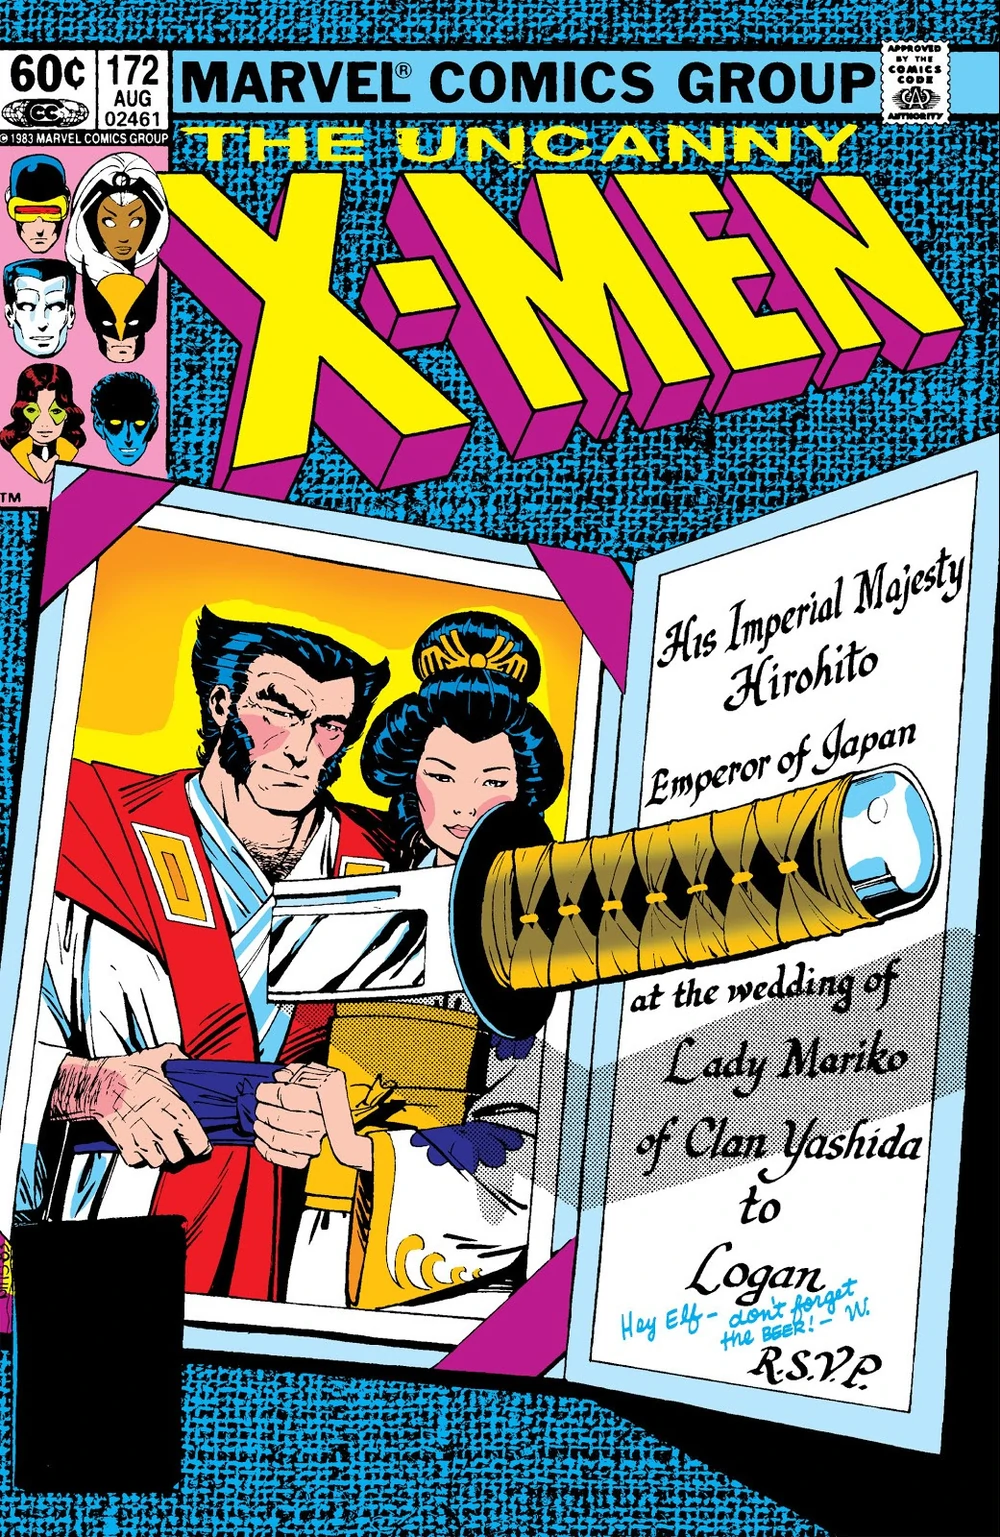 60¢
172
AUG
02461
CC
© 1983 MARVEL COMICS GROUP
MARVEL® COMICS GROUP
APPROVED
BY THE
COMICS
CODE
CA
AUTHORITY
THE UNCANNY
X-MEN
TM
His Imperial Majesty
Hirohito
Emperor of Japan
at the wedding of
Lady Mariko
of Clan Yashida
to
Logan
Hey Elf - don't forget
the BEER! - W.
R.S.V.P.